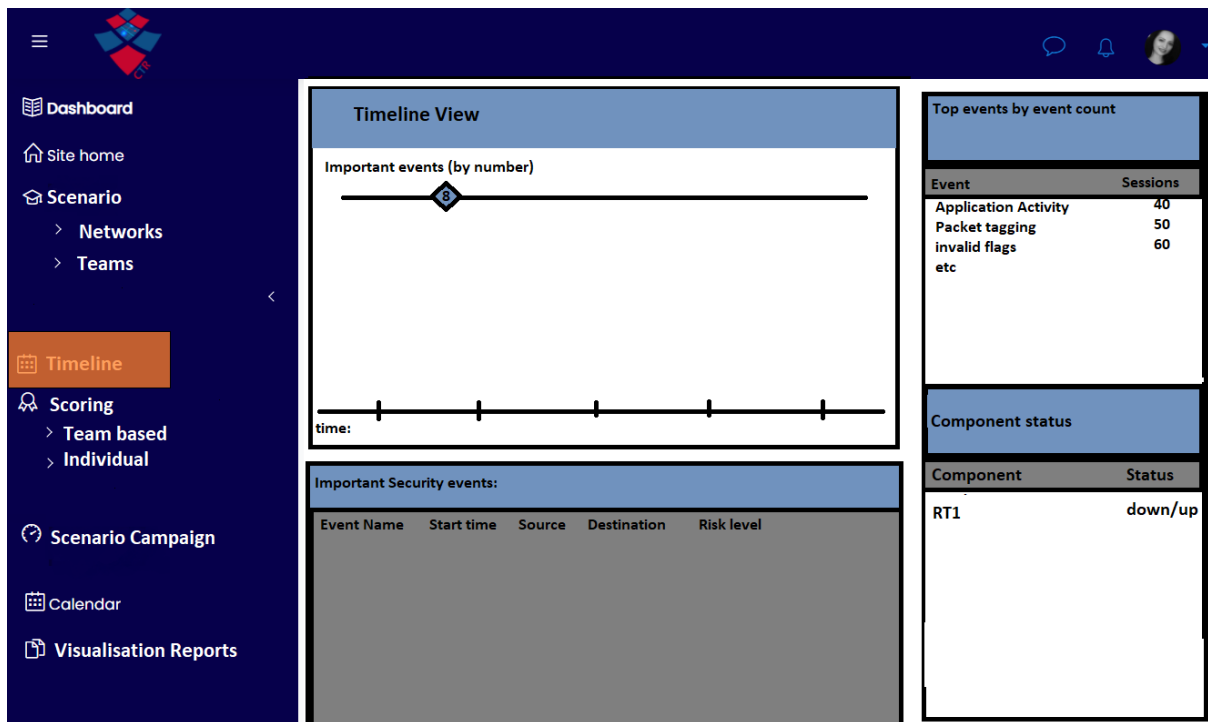 CTR
Dashboard
Site home
Scenario
Networks
Teams
Timeline
Scoring
Team based
Individual
Scenario Campaign
Calendar
Visualisation Reports
Timeline View
Important events (by number)
8
time:
Important Security events:
Event Name Start time Source Destination Risk level
Top events by event count
Event Sessions
Application Activity 40
Packet tagging 50
invalid flags 60
etc
Component status
Component Status
RT1 down/up